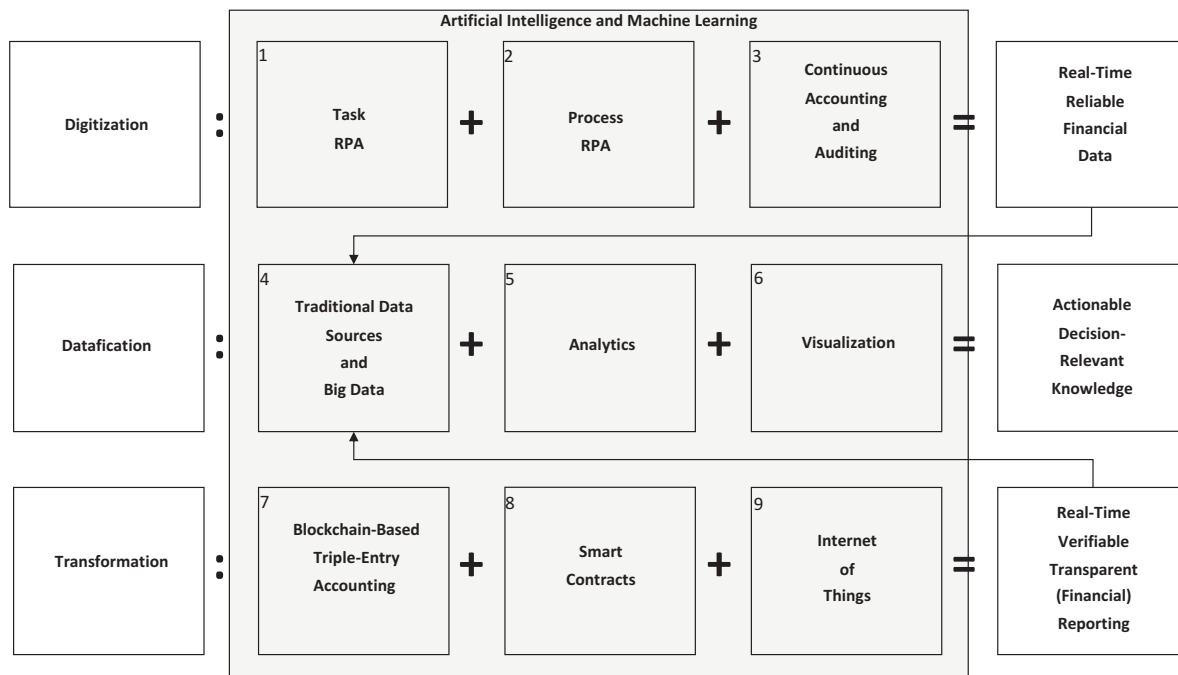 Artificial Intelligence and Machine Learning
Digitization
:
1
Task
RPA
+
2
Process
RPA
+
3
Continuous
Accounting
and
Auditing
=
Real-Time
Reliable
Financial
Data
Datafication
:
4
Traditional Data
Sources
and
Big Data
+
5
Analytics
+
6
Visualization
=
Actionable
Decision-
Relevant
Knowledge
Transformation
:
7
Blockchain-Based
Triple-Entry
Accounting
+
8
Smart
Contracts
+
9
Internet
of
Things
=
Real-Time
Verifiable
Transparent
(Financial)
Reporting